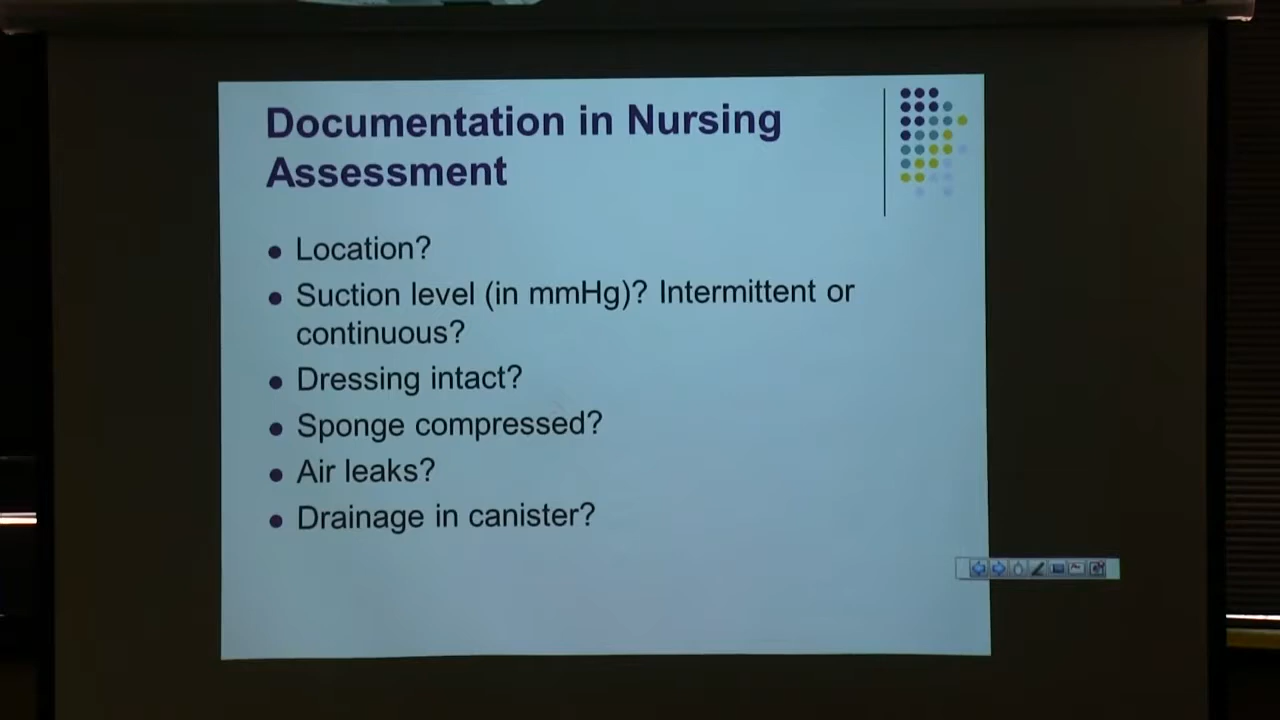 Documentation in Nursing
Assessment
Location?
Suction level (in mmHg)? Intermittent or
continuous?
Dressing intact?
Sponge compressed?
Air leaks?
Drainage in canister?